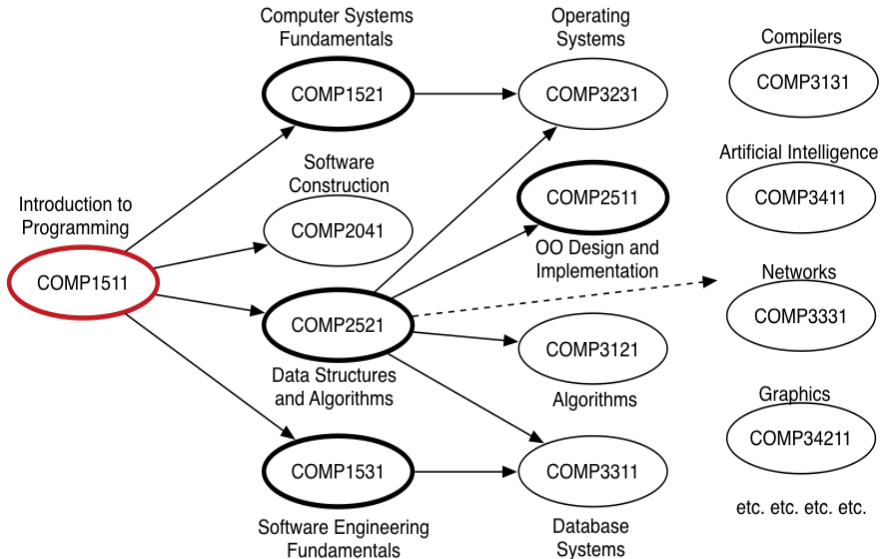 Introduction to
Programming
COMP1511
Computer Systems
Fundamentals
COMP1521
Software
Construction
COMP2041
COMP2521
Data Structures
and Algorithms
COMP1531
Software Engineering
Fundamentals
Operating
Systems
COMP3231
COMP2511
OO Design and
Implementation
COMP3121
Algorithms
COMP3311
Database
Systems
Compilers
COMP3131
Artificial Intelligence
COMP3411
Networks
COMP3331
Graphics
COMP34211
etc. etc. etc. etc.